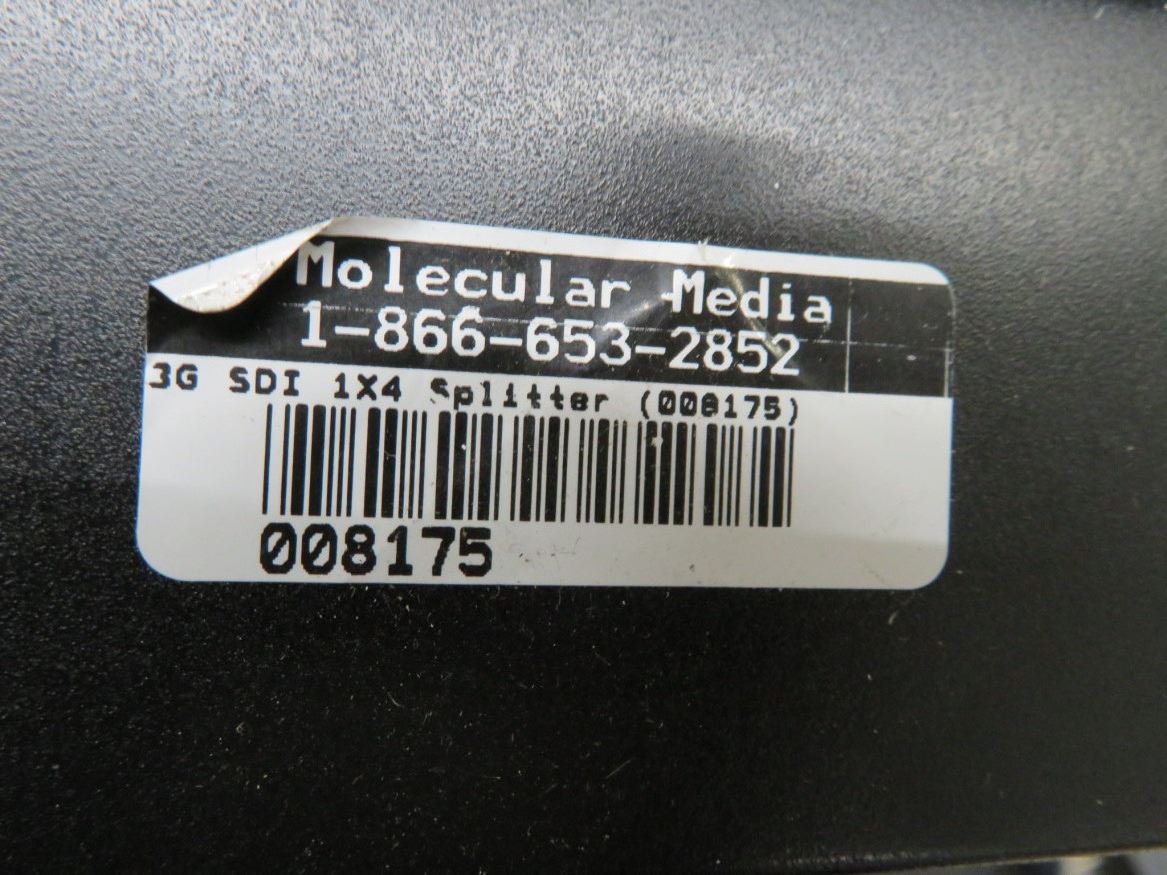 Molecular Media
1-866-653-2852
3G SDI 1X4 Splitter (008175)
008175